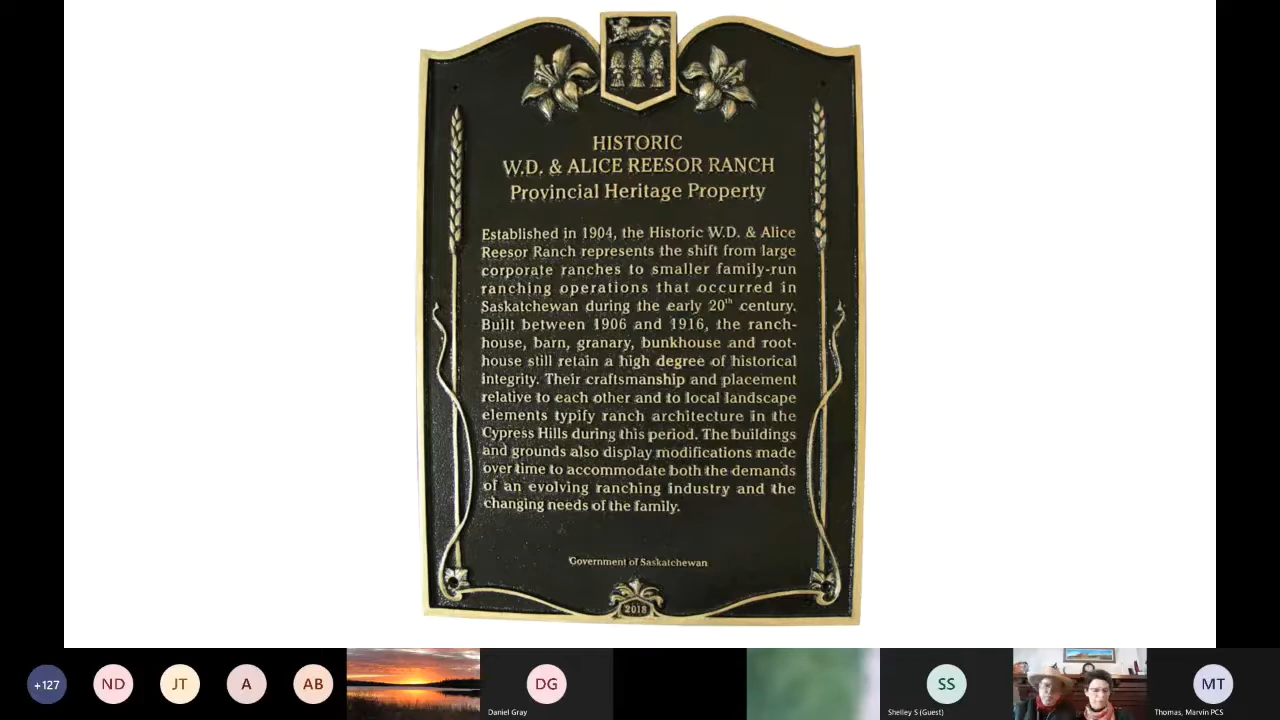 HISTORIC
W.D. & ALICE REESOR RANCH
Provincial Heritage Property
Established in 1904, the Historic W.D. & Alice
Reesor Ranch represents the shift from large
corporate ranches to smaller family-run
ranching operations that occurred in
Saskatchewan during the early 20th century.
Built between 1906 and 1916, the ranch-
house, barn, granary, bunkhouse and root-
house still retain a high degree of historical
integrity. Their craftsmanship and placement
relative to each other and to local landscape
elements typify ranch architecture in the
Cypress Hills during this period. The buildings
and grounds also display modifications made
over time to accommodate both the demands
of an evolving ranching industry and the
changing needs of the family.
Government of Saskatchewan
2018
+127
ND
JT
A
AB
DG
Daniel Gray
SS
Shelley S (Guest)
MT
Thomas, Marvin PCS